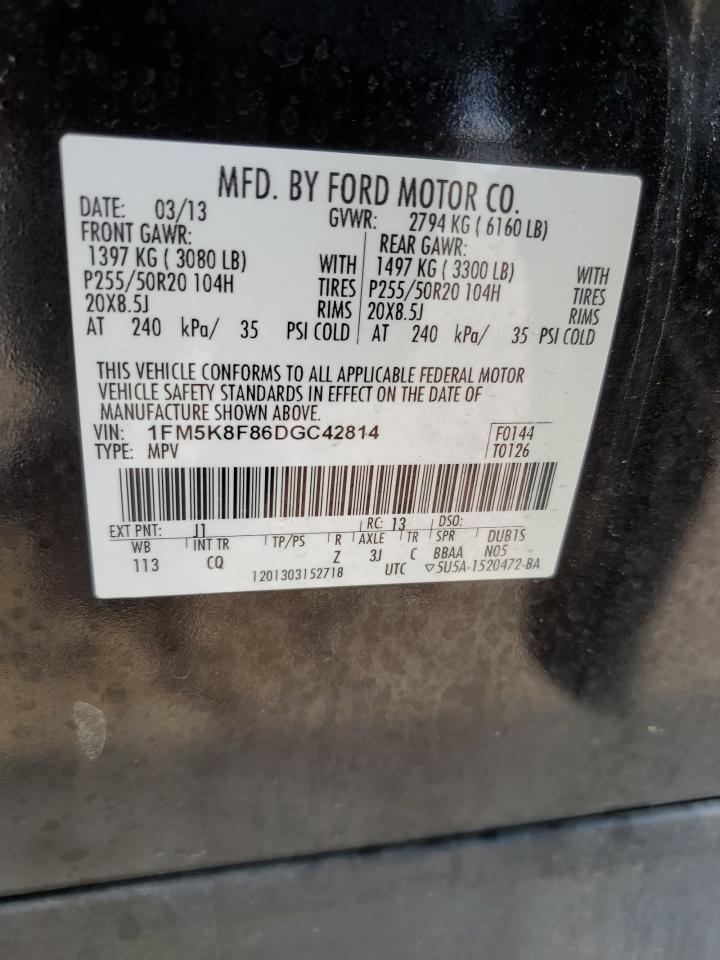 MFD. BY FORD MOTOR CO.
DATE: 03/13 GVWR: 2794 KG ( 6160 LB)
FRONT GAWR: REAR GAWR:
1397 KG ( 3080 LB) WITH 1497 KG ( 3300 LB) WITH
P255/50R20 104H TIRES P255/50R20 104H TIRES
20X8.5J RIMS 20X8.5J RIMS
AT 240 kPa/ 35 PSI COLD AT 240 kPa/ 35 PSI COLD
THIS VEHICLE CONFORMS TO ALL APPLICABLE FEDERAL MOTOR
VEHICLE SAFETY STANDARDS IN EFFECT ON THE DATE OF
MANUFACTURE SHOWN ABOVE.
VIN: 1FM5K8F86DGC42814 F0144
TYPE: MPV T0126
EXT PNT: J1 RC: 13 DSO:
WB INT TR TP/PS R AXLE TR SPR DUB1S
113 CQ Z 3J C BBAA N05
1201303152718 UTC ▽5U5A-1520472-BA